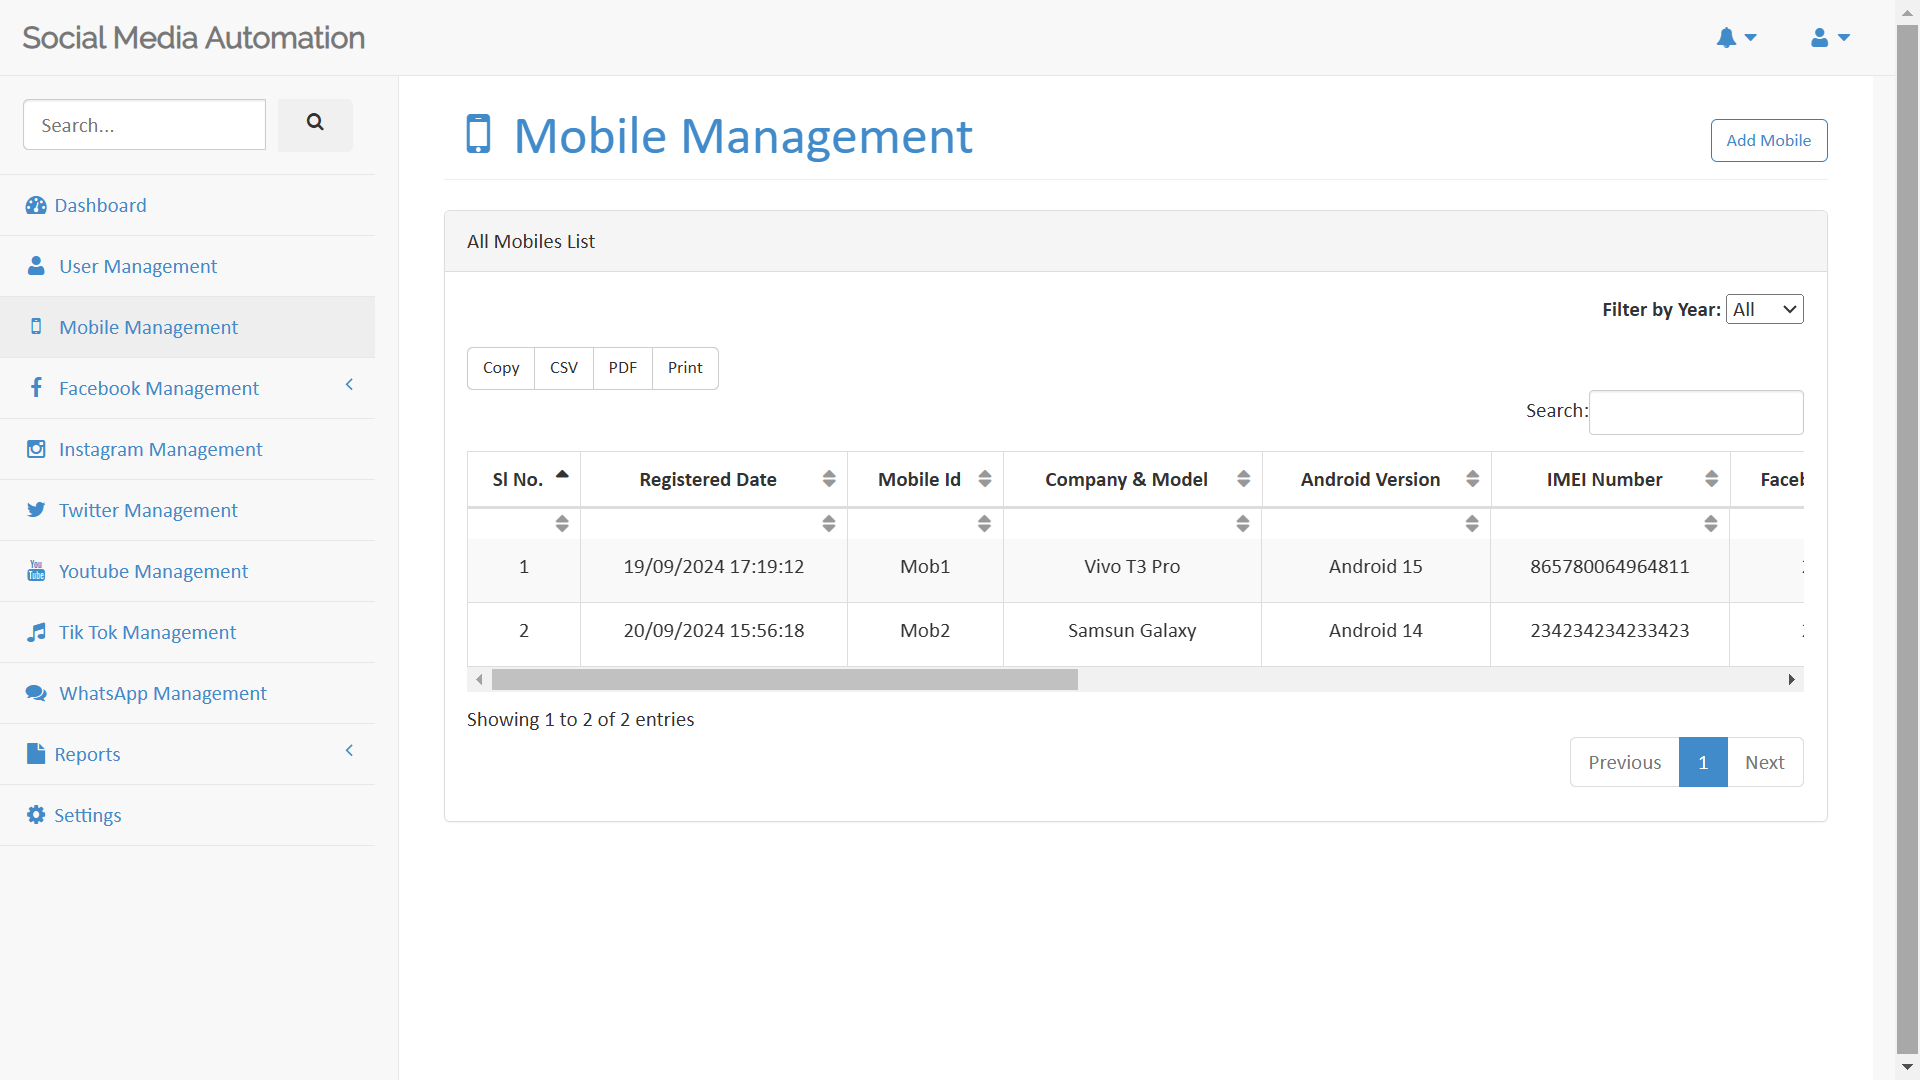 Social Media Automation
Search...
Dashboard
User Management
Mobile Management
Facebook Management
Instagram Management
Twitter Management
Youtube Management
Tik Tok Management
WhatsApp Management
Reports
Settings
Mobile Management
Add Mobile
All Mobiles List
Filter by Year: All
Copy CSV PDF Print
Search:
Sl No. Registered Date Mobile Id Company & Model Android Version IMEI Number
1 19/09/2024 17:19:12 Mob1 Vivo T3 Pro Android 15 865780064964811
2 20/09/2024 15:56:18 Mob2 Samsun Galaxy Android 14 234234234233423
Showing 1 to 2 of 2 entries
Previous 1 Next